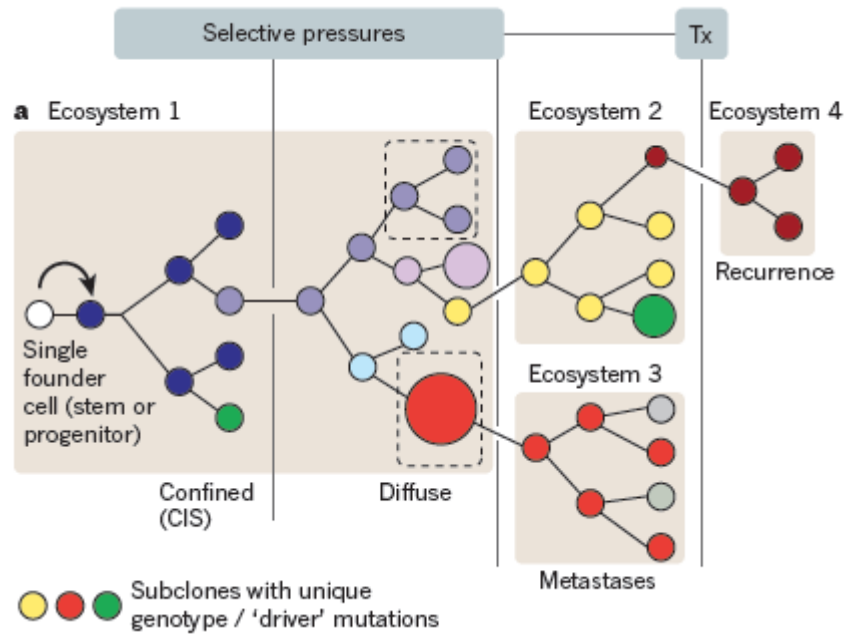 Selective pressures
Tx
a Ecosystem 1
Ecosystem 2
Ecosystem 4
Single
founder
cell (stem or
progenitor)
Recurrence
Ecosystem 3
Confined
(CIS)
Diffuse
Metastases
Subclones with unique
genotype / ‘driver’ mutations